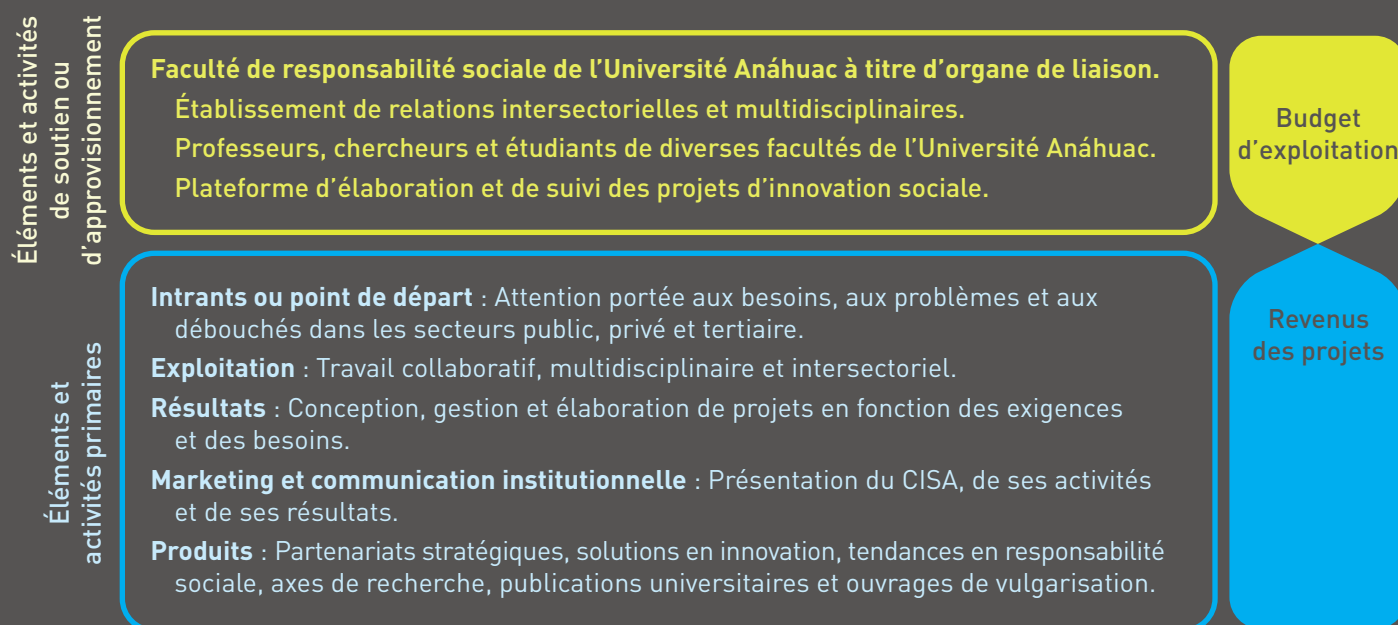 Éléments et activités
de soutien ou
d’approvisionnement
Faculté de responsabilité sociale de l’Université Anáhuac à titre d’organe de liaison.
Établissement de relations intersectorielles et multidisciplinaires.
Professeurs, chercheurs et étudiants de diverses facultés de l’Université Anáhuac.
Plateforme d’élaboration et de suivi des projets d’innovation sociale.
Budget
d’exploitation
Éléments et
activités primaires
Intrants ou point de départ : Attention portée aux besoins, aux problèmes et aux
débouchés dans les secteurs public, privé et tertiaire.
Exploitation : Travail collaboratif, multidisciplinaire et intersectoriel.
Résultats : Conception, gestion et élaboration de projets en fonction des exigences
et des besoins.
Marketing et communication institutionnelle : Présentation du CISA, de ses activités
et de ses résultats.
Produits : Partenariats stratégiques, solutions en innovation, tendances en responsabilité
sociale, axes de recherche, publications universitaires et ouvrages de vulgarisation.
Revenus
des projets